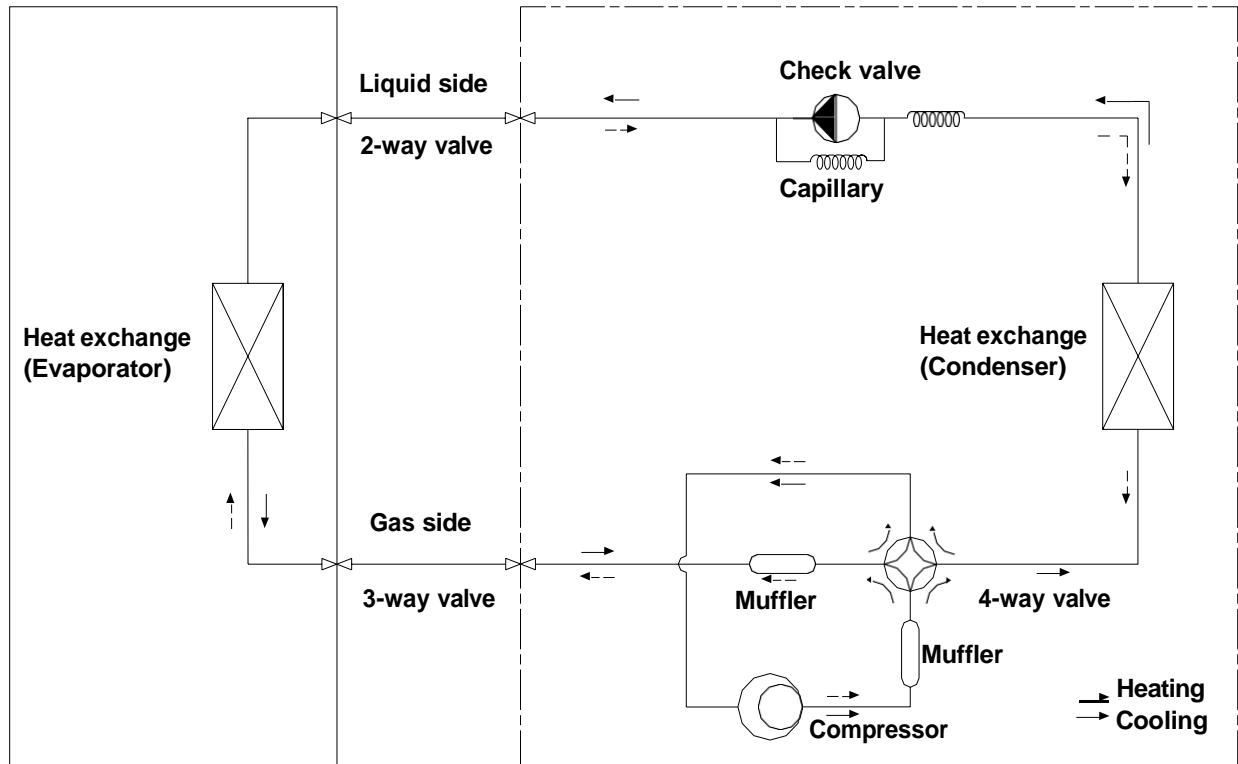 Check valve
Liquid side
2-way valve
Capillary
Heat exchange
(Evaporator)
Heat exchange
(Condenser)
Gas side
3-way valve
Muffler
4-way valve
Muffler
Compressor
Heating
Cooling